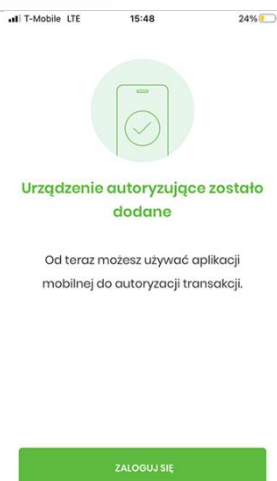 T-Mobile LTE 15:48 24%
Urządzenie autoryzujące zostało
dodane
Od teraz możesz używać aplikacji
mobilnej do autoryzacji transakcji.
ZALOGUJ SIĘ